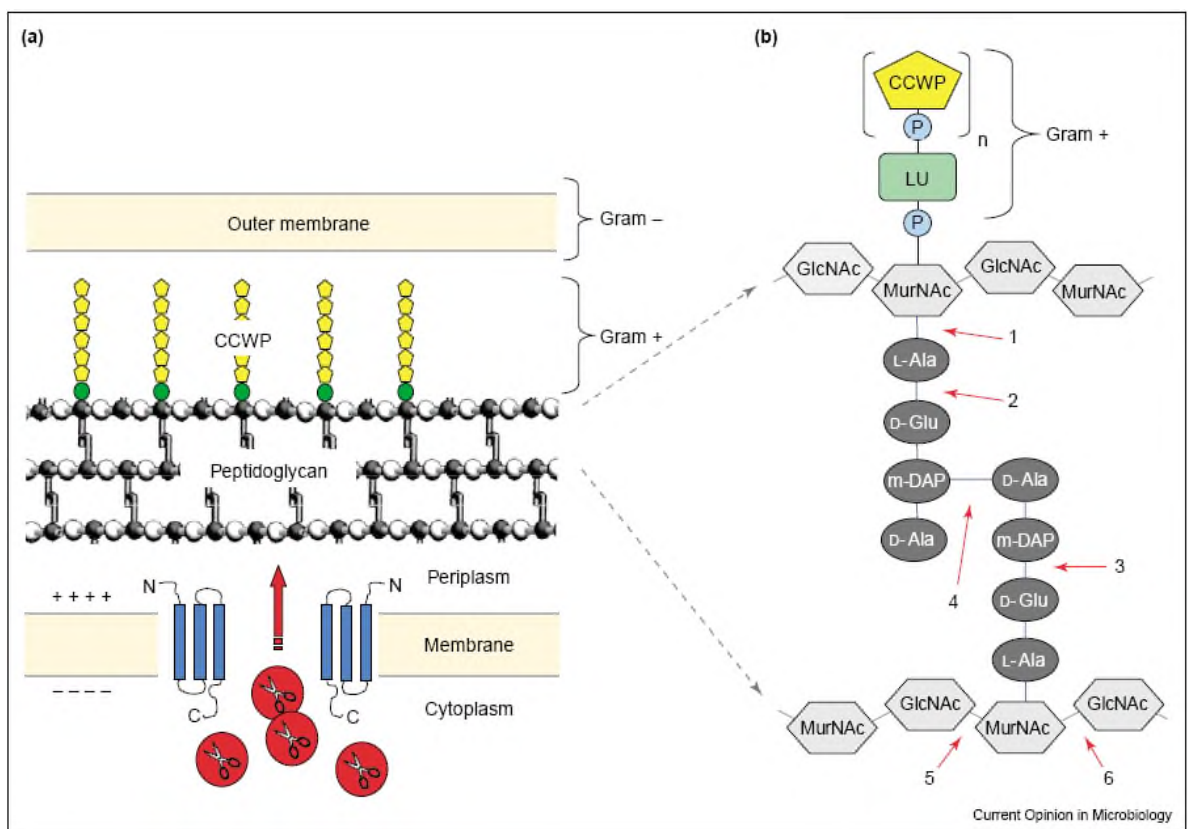 (a)
Outer membrane
Gram –
CCWP
Gram +
Peptidoglycan
Periplasm
N
N
+ + + +
Membrane
– – – –
C
C
Cytoplasm
(b)
CCWP
P
n
Gram +
LU
P
GlcNAc
MurNAc
GlcNAc
MurNAc
1
L-Ala
2
D-Glu
m-DAP
D-Ala
D-Ala
m-DAP
3
4
D-Glu
L-Ala
MurNAc
GlcNAc
MurNAc
GlcNAc
5
6
Current Opinion in Microbiology